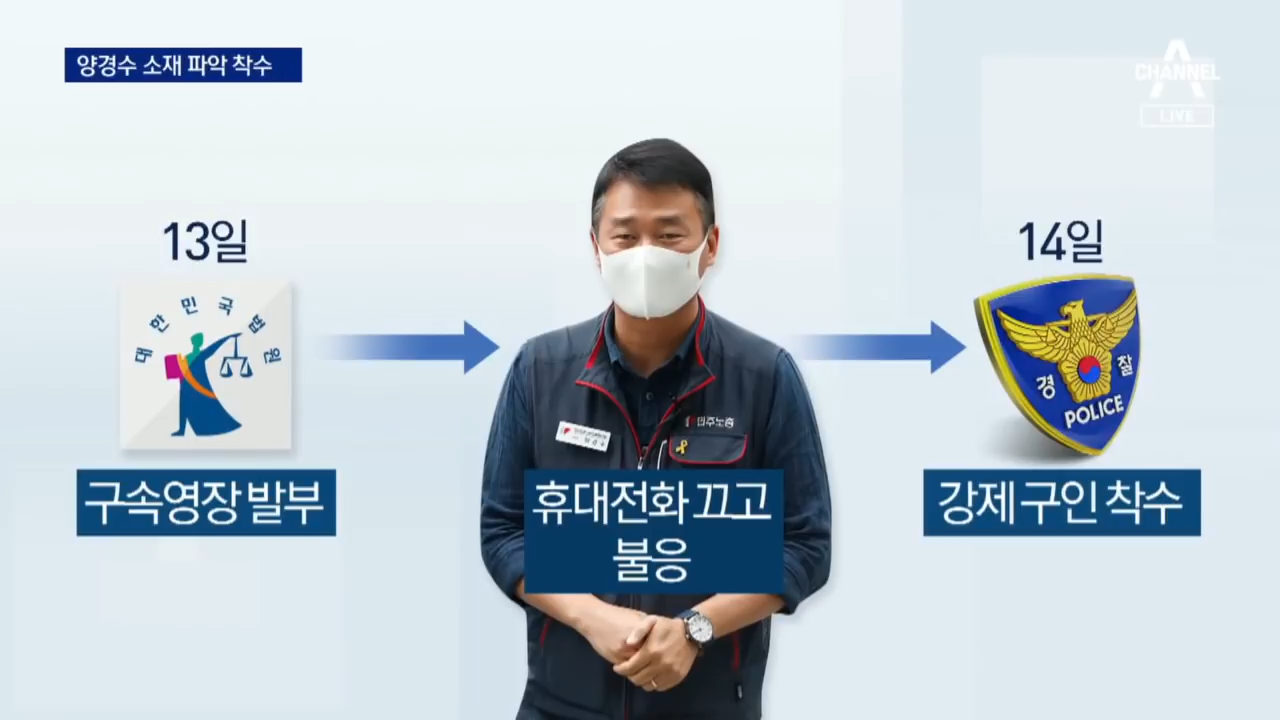 양경수 소재 파악 착수
CHANNEL A
LIVE
13일
대한민국법원
구속영장 발부
민주노총
휴대전화 끄고
불응
14일
경찰
POLICE
강제 구인 착수